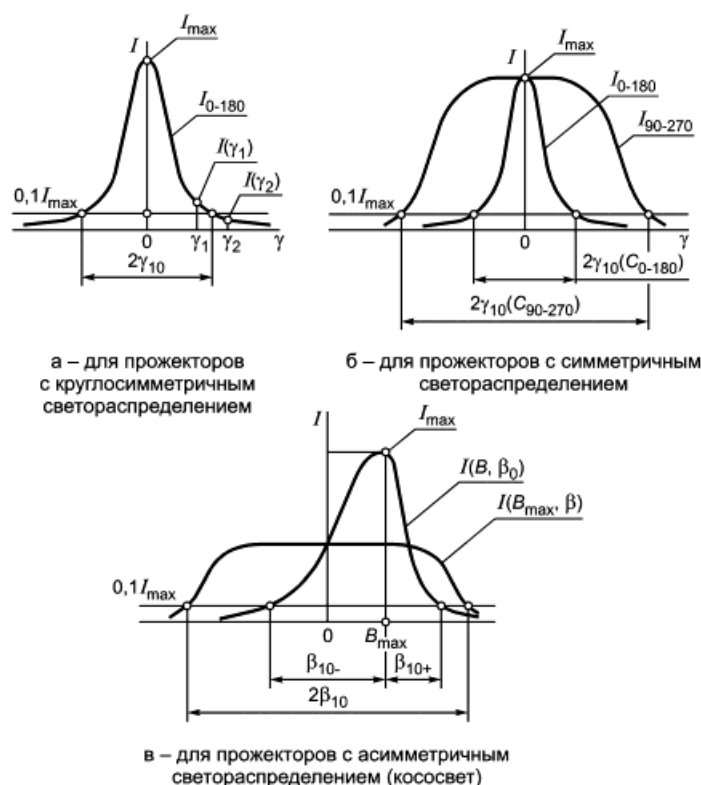 I
I_max
I_0-180
I(γ_1)
I(γ_2)
0,1I_max
0
γ_1
γ_2
γ
2γ_10
а – для прожекторов
с круглосимметричным
светораспределением
I
I_max
I_0-180
I_90-270
0,1I_max
0
γ
2γ_10(C_0-180)
2γ_10(C_90-270)
б – для прожекторов с симметричным
светораспределением
I
I_max
I(B, β_0)
I(B_max, β)
0,1I_max
0
B_max
β_10-
β_10+
2β_10
в – для прожекторов с асимметричным
светораспределением (кососвет)